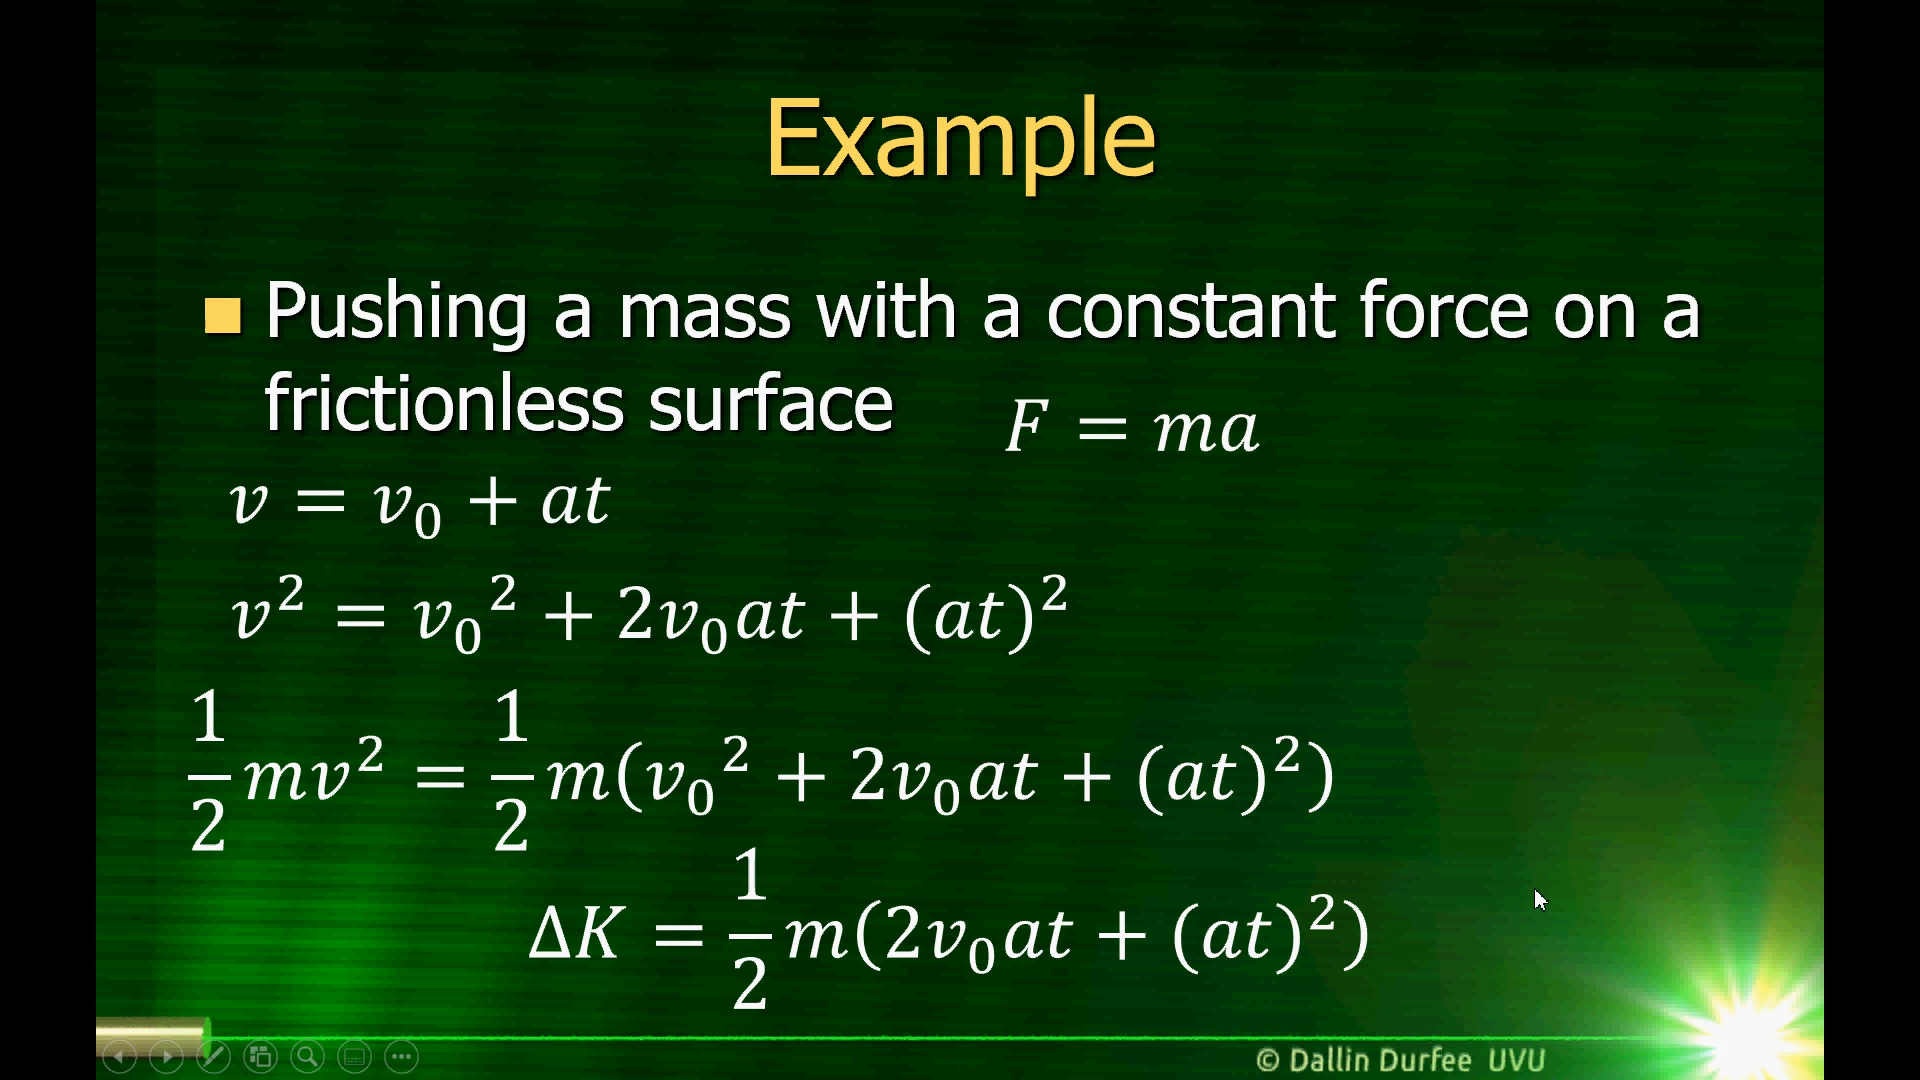 Example
■ Pushing a mass with a constant force on a
frictionless surface
F = ma
v = v₀ + at
v² = v₀² + 2v₀at + (at)²
½mv² = ½m(v₀² + 2v₀at + (at)²)
ΔK = ½m(2v₀at + (at)²)
© Dallin Durfee UVU